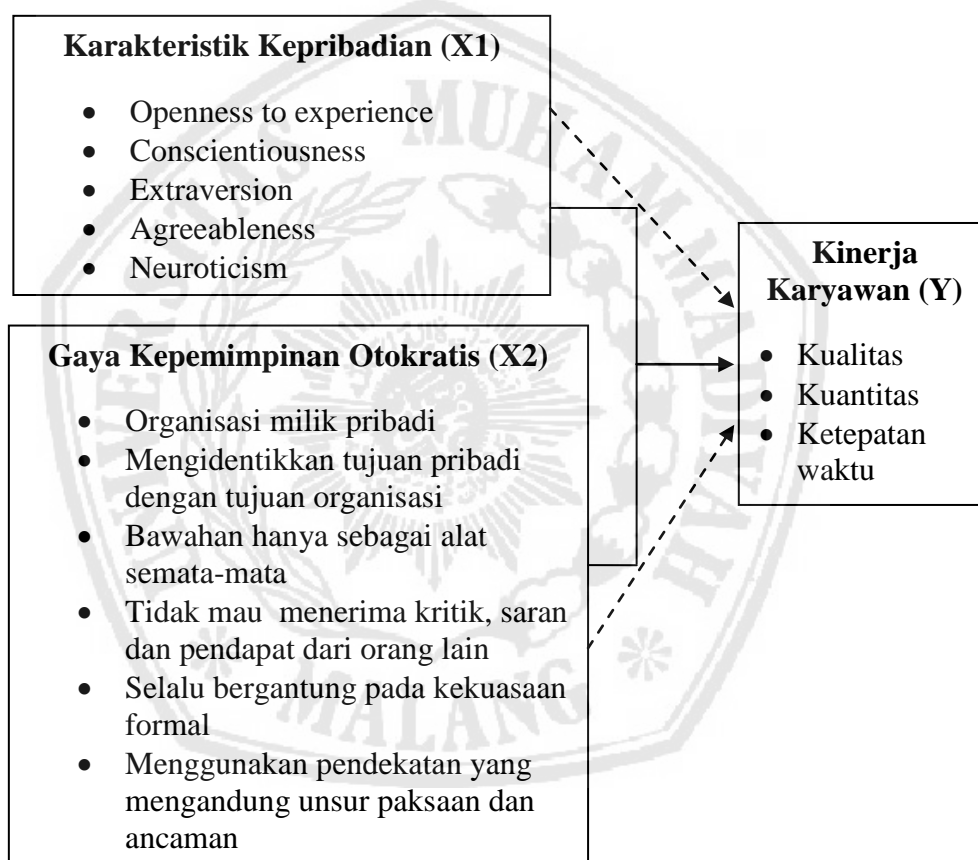 Karakteristik Kepribadian (X1)
• Openness to experience
• Conscientiousness
• Extraversion
• Agreeableness
• Neuroticism
Gaya Kepemimpinan Otokratis (X2)
• Organisasi milik pribadi
• Mengidentikkan tujuan pribadi
dengan tujuan organisasi
• Bawahan hanya sebagai alat
semata-mata
• Tidak mau menerima kritik, saran
dan pendapat dari orang lain
• Selalu bergantung pada kekuasaan
formal
• Menggunakan pendekatan yang
mengandung unsur paksaan dan
ancaman
Kinerja
Karyawan (Y)
• Kualitas
• Kuantitas
• Ketepatan
waktu
MUHAMMADIYAH
MALANG